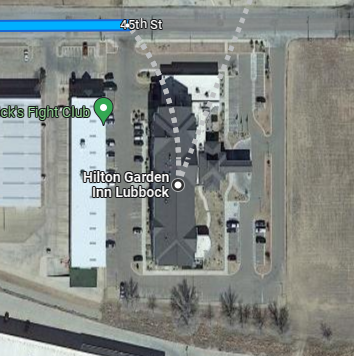 45th St
ck's Fight Club
Hilton Garden
Inn Lubbock